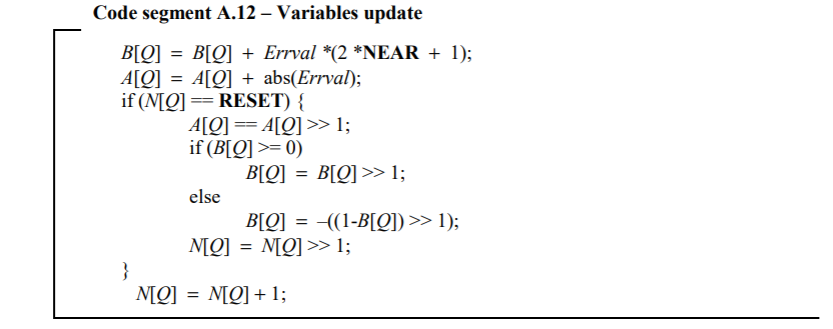 Code segment A.12 – Variables update
B[Q] = B[Q] + Errval *(2 *NEAR + 1);
A[Q] = A[Q] + abs(Errval);
if (N[Q] == RESET) {
A[Q] == A[Q] >> 1;
if (B[Q] >= 0)
B[Q] = B[Q] >> 1;
else
B[Q] = –((1-B[Q]) >> 1);
N[Q] = N[Q] >> 1;
}
N[Q] = N[Q] + 1;